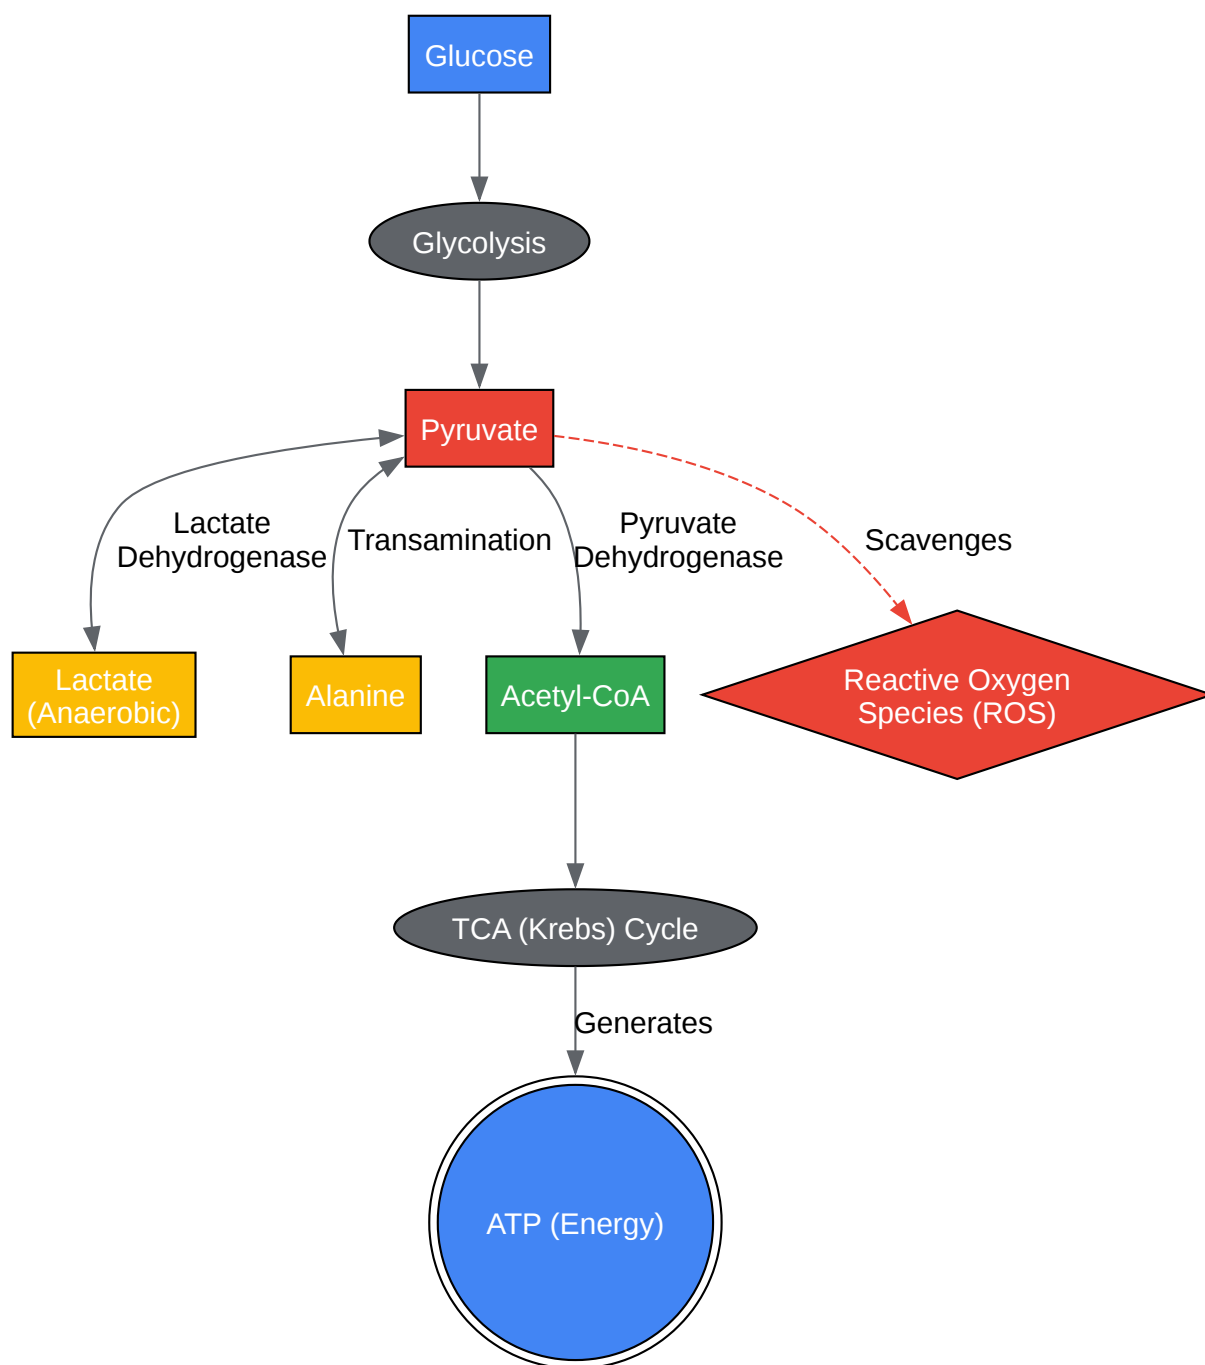 Glucose
Glycolysis
Pyruvate
Lactate
Dehydrogenase
Transamination
Pyruvate
Dehydrogenase
Scavenges
Lactate
(Anaerobic)
Alanine
Acetyl-CoA
Reactive Oxygen
Species (ROS)
TCA (Krebs) Cycle
Generates
ATP (Energy)